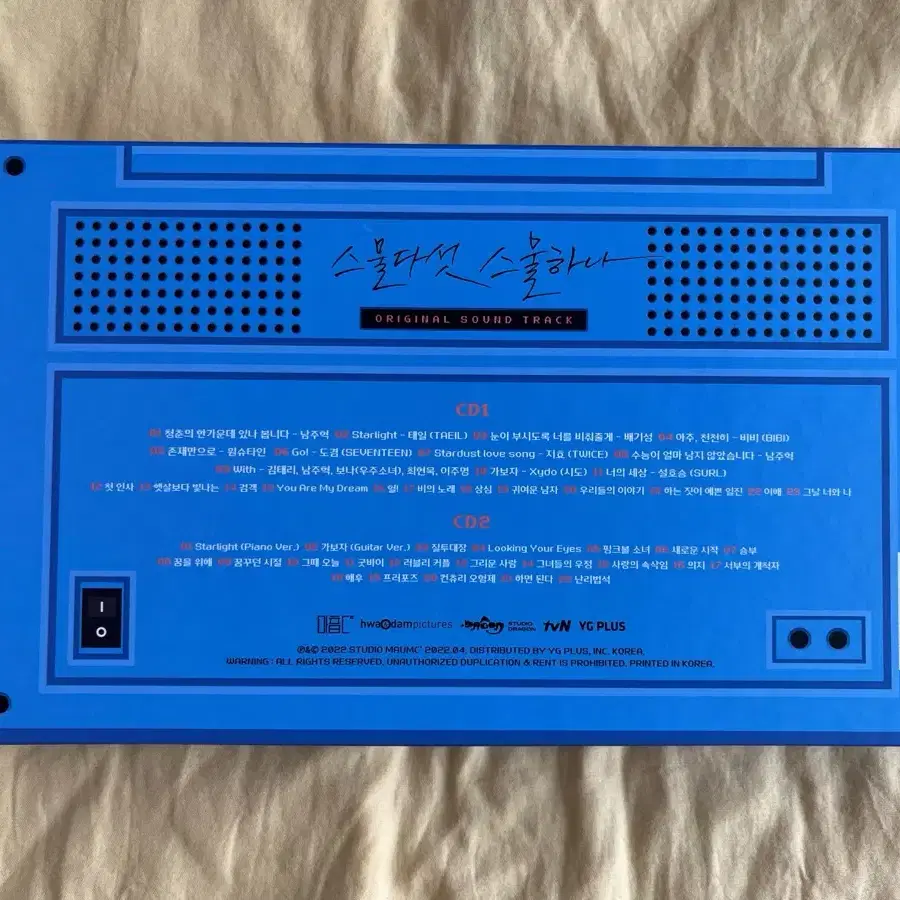 스물다섯 스물하나
ORIGINAL SOUND TRACK
CD1
01 청춘의 한가운데 있나 봅니다 - 남주혁 02 Starlight - 태일 (TAEIL) 03 눈이 부시도록 너를 비춰줄게 - 배기성 04 아주, 천천히 - 비비 (BIBI)
05 존재만으로 - 원슈타인 06 Go! - 도겸 (SEVENTEEN) 07 Stardust love song - 지효 (TWICE) 08 수능이 얼마 남지 않았습니다 - 남주혁
09 With - 김태리, 남주혁, 보나(우주소녀), 최현욱, 이주명 10 가보자 - Xydo (시도) 11 너의 세상 - 설호승 (SURL)
12 첫 인사 13 햇살보다 빛나는 14 검객 15 You Are My Dream 16 얍! 17 비의 노래 18 상심 19 귀여운 남자 20 우리들의 이야기 21 하는 짓이 예쁜 일진 22 이해 23 그날 너와 나
CD2
01 Starlight (Piano Ver.) 02 가보자 (Guitar Ver.) 03 질투대장 04 Looking Your Eyes 05 핑크블 소녀 06 새로운 시작 07 승부
08 꿈을 위해 09 꿈꾸던 시절 10 그때 오늘 11 굿바이 12 러블리 커플 13 그리운 사람 14 그녀들의 우정 15 사랑의 속삭임 16 의지 17 서부의 개척자
18 해우 19 프러포즈 20 컨츄리 오형제 21 하면 된다 22 난리법석
마음C hwa&dampictures STUDIO DRAGON tvN YG PLUS
℗&© 2022 STUDIO MAUMC' 2022.04. DISTRIBUTED BY YG PLUS, INC. KOREA.
WARNING : ALL RIGHTS RESERVED. UNAUTHORIZED DUPLICATION & RENT IS PROHIBITED. PRINTED IN KOREA.